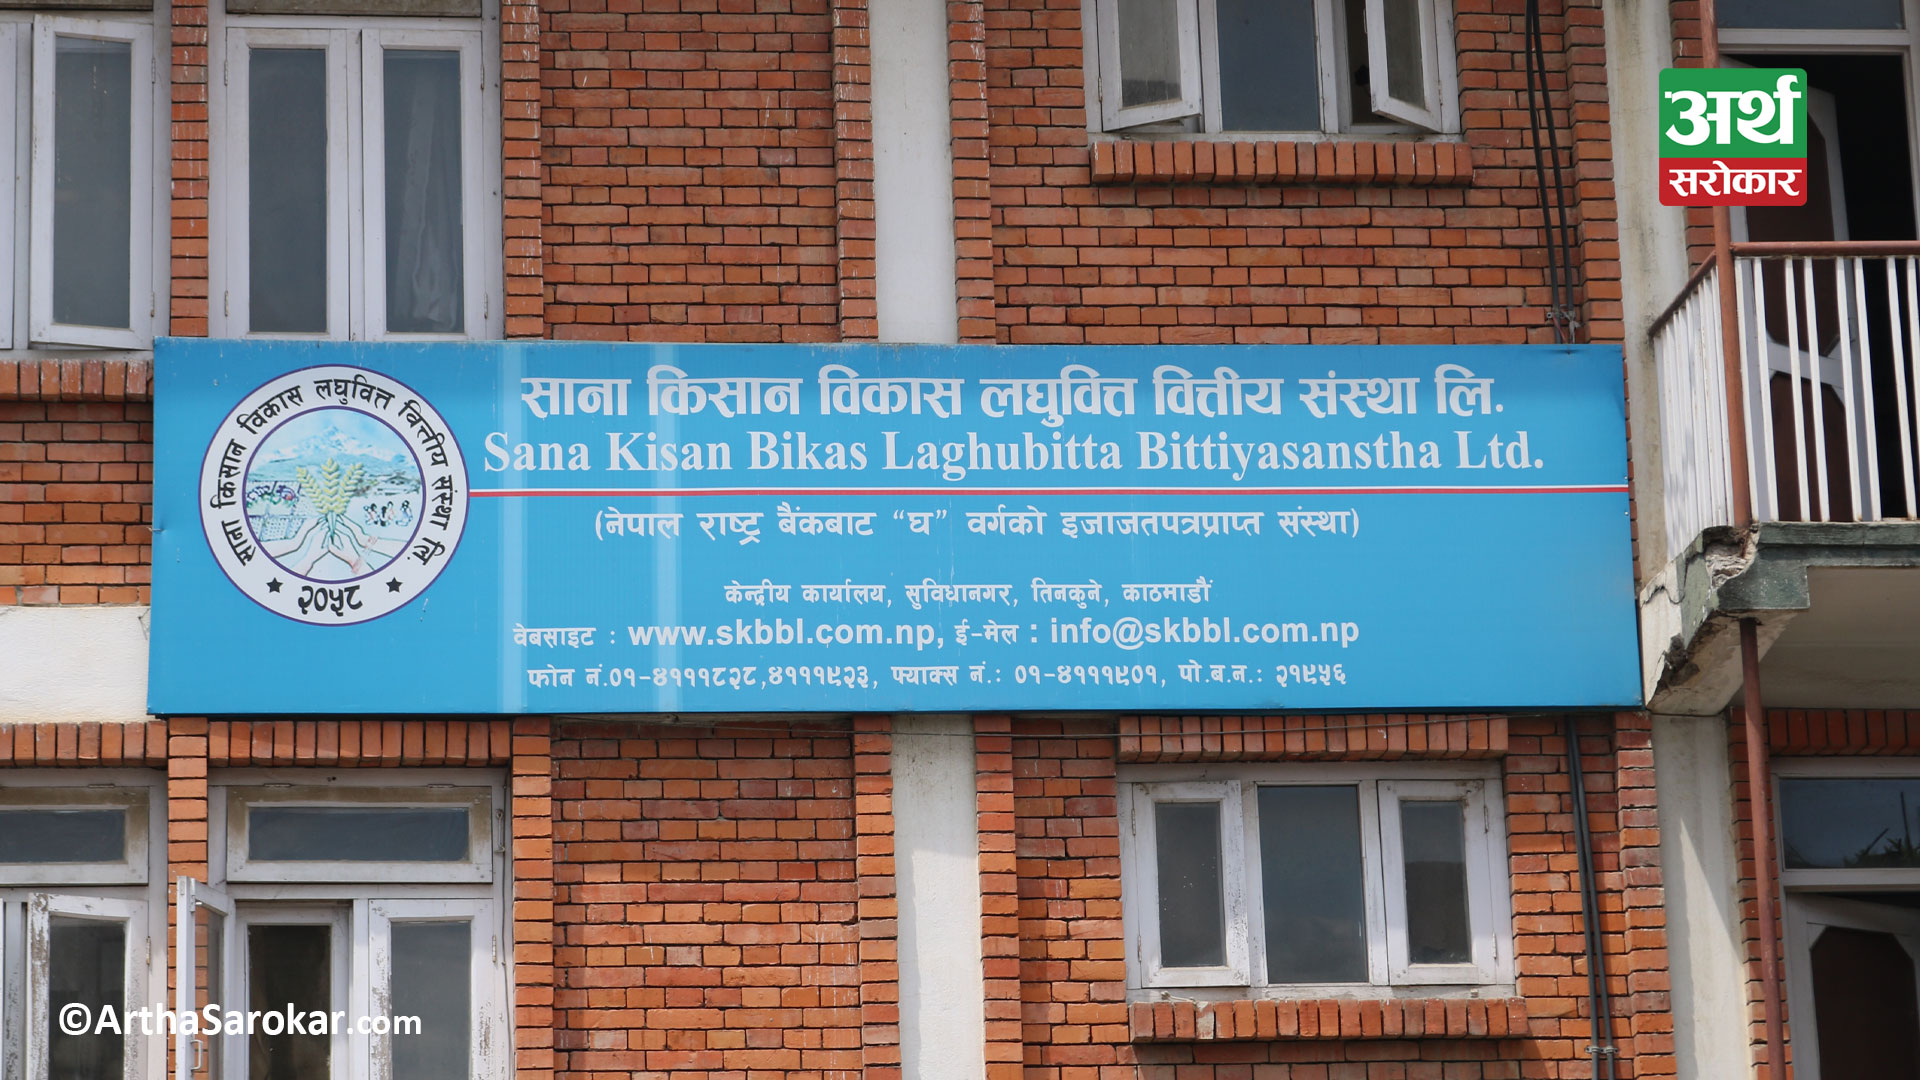 अर्थ
सरोकार
साना किसान विकास लघुवित्त वित्तीय संस्था लि.
२०५८
साना किसान विकास लघुवित्त वित्तीय संस्था लि.
Sana Kisan Bikas Laghubitta Bittiyasanstha Ltd.
(नेपाल राष्ट्र बैंकबाट “घ” वर्गको इजाजतपत्रप्राप्त संस्था)
केन्द्रीय कार्यालय, सुविधानगर, तिनकुने, काठमाडौं
वेबसाइट : www.skbbl.com.np, ई-मेल : info@skbbl.com.np
फोन नं.०१-४१११८२८,४१११९२३, फ्याक्स नं.: ०१-४१११९०१, पो.ब.न.: २१९५६
©ArthaSarokar.com